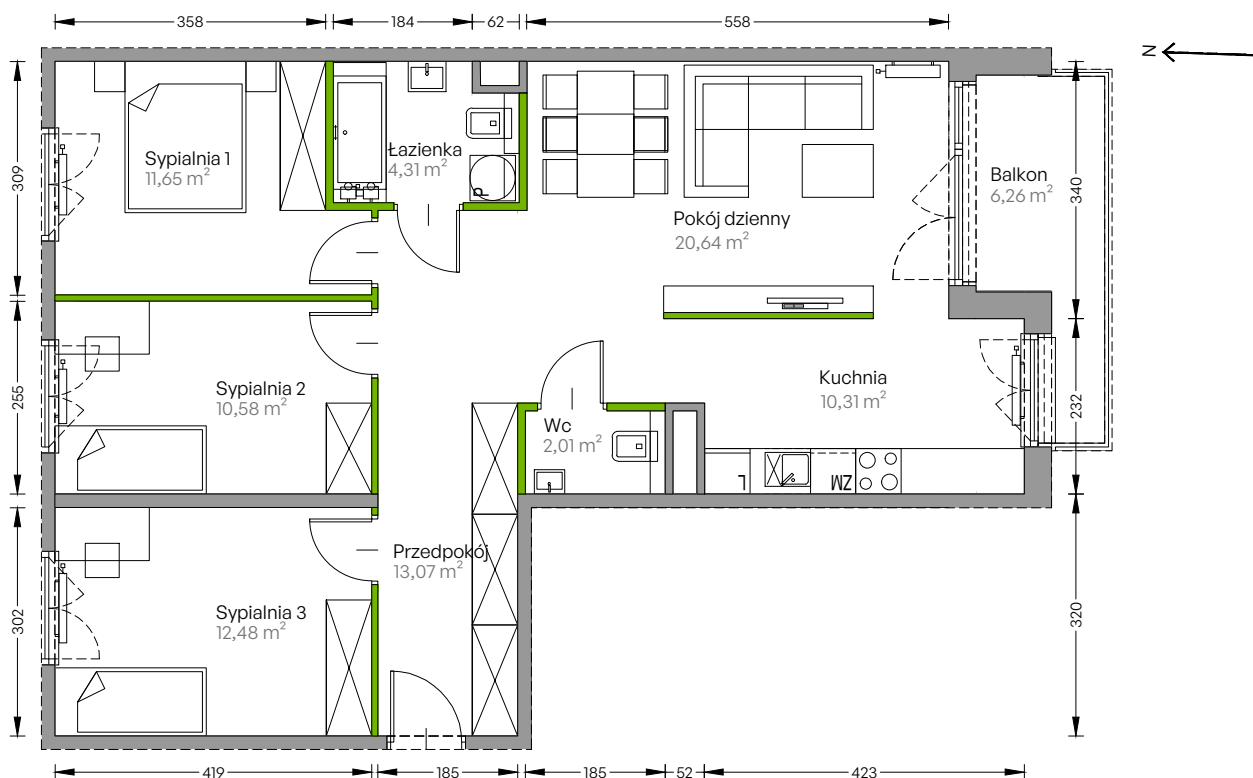 358
184
62
558
N
309
Sypialnia 1
11,65 m²
Łazienka
4,31 m²
P
Pokój dzienny
20,64 m²
Balkon
6,26 m²
340
255
Sypialnia 2
10,58 m²
Wc
2,01 m²
Kuchnia
10,31 m²
232
L
ZM
302
Sypialnia 3
12,48 m²
Przedpokój
13,07 m²
320
419
185
185
52
423